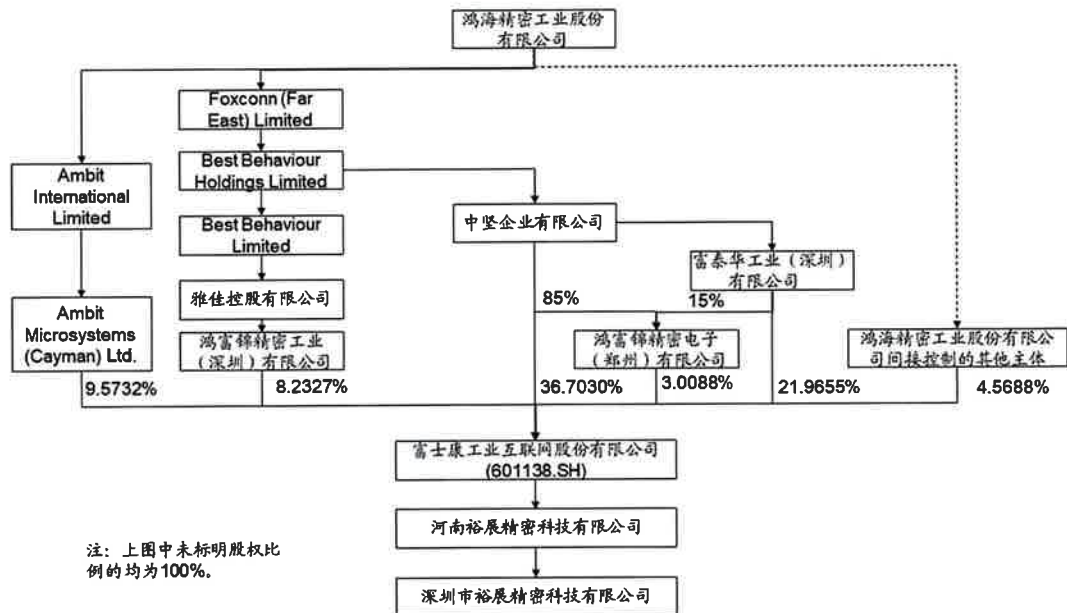 鸿海精密工业股份
有限公司
Foxconn (Far
East) Limited
Best Behaviour
Holdings Limited
Ambit
International
Limited
Best Behaviour
Limited
中坚企业有限公司
富泰华工业（深圳）
有限公司
雅佳控股有限公司
85%
15%
Ambit
Microsystems
(Cayman) Ltd.
鸿富锦精密工业
（深圳）有限公司
鸿富锦精密电子
（郑州）有限公司
鸿海精密工业股份有限公
司间接控制的其他主体
9.5732%
8.2327%
36.7030%
3.0088%
21.9655%
4.5688%
富士康工业互联网股份有限公司
(601138.SH)
河南裕展精密科技有限公司
注：上图中未标明股权比
例的均为100%。
深圳市裕展精密科技有限公司